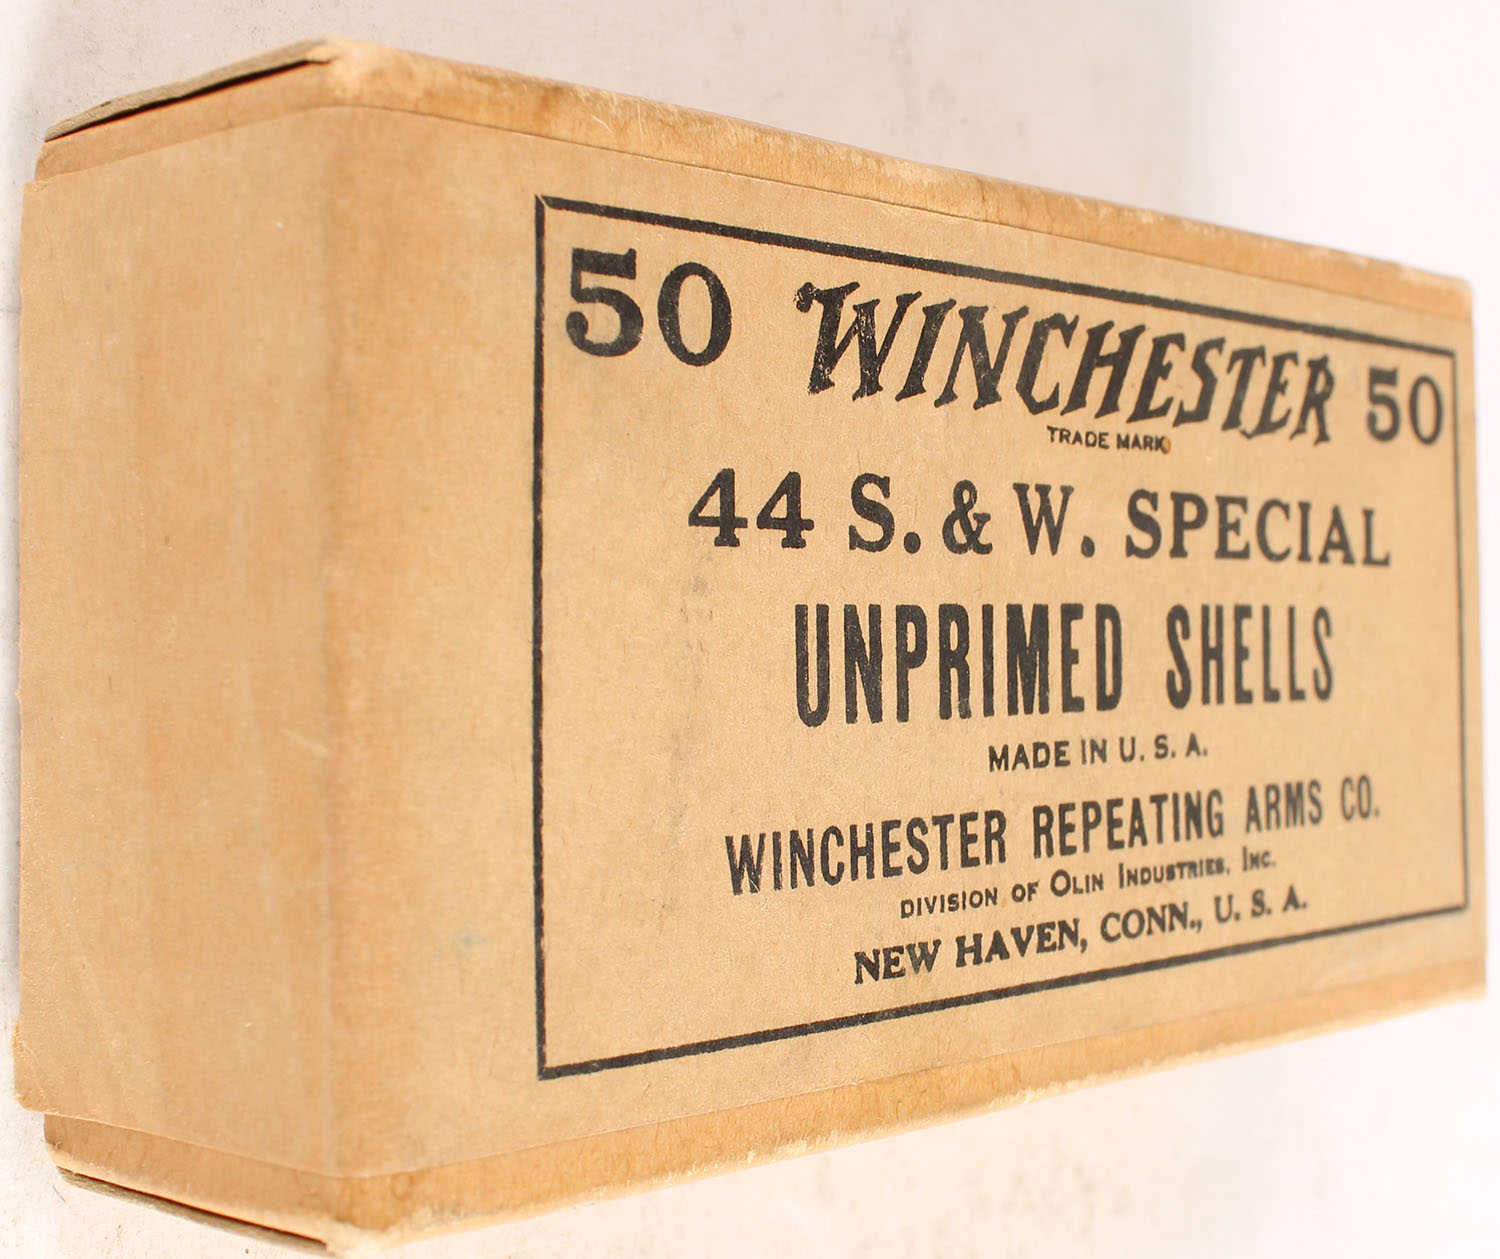 50 WINCHESTER 50
TRADE MARK
44 S. & W. SPECIAL
UNPRIMED SHELLS
MADE IN U. S. A.
WINCHESTER REPEATING ARMS CO.
DIVISION OF OLIN INDUSTRIES, INC.
NEW HAVEN, CONN., U. S. A.